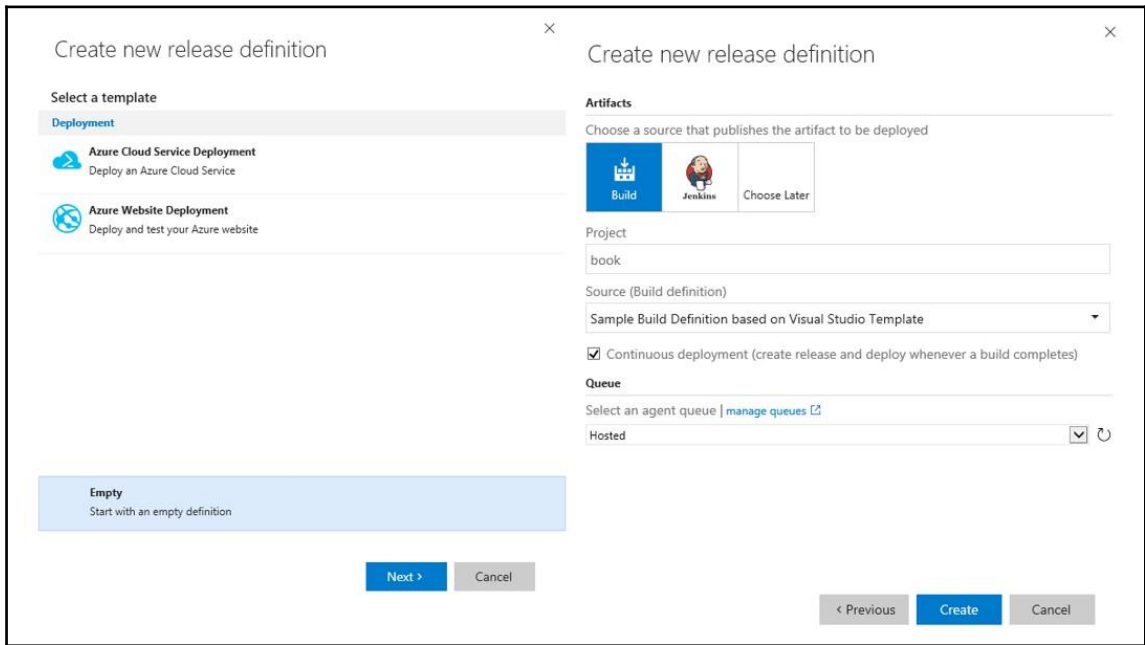 Create new release definition
Select a template
Deployment
Azure Cloud Service Deployment
Deploy an Azure Cloud Service
Azure Website Deployment
Deploy and test your Azure website
Empty
Start with an empty definition
Next >
Cancel
Create new release definition
Artifacts
Choose a source that publishes the artifact to be deployed
Build
Jenkins
Choose Later
Project
book
Source (Build definition)
Sample Build Definition based on Visual Studio Template
Continuous deployment (create release and deploy whenever a build completes)
Queue
Select an agent queue | manage queues
Hosted
< Previous
Create
Cancel